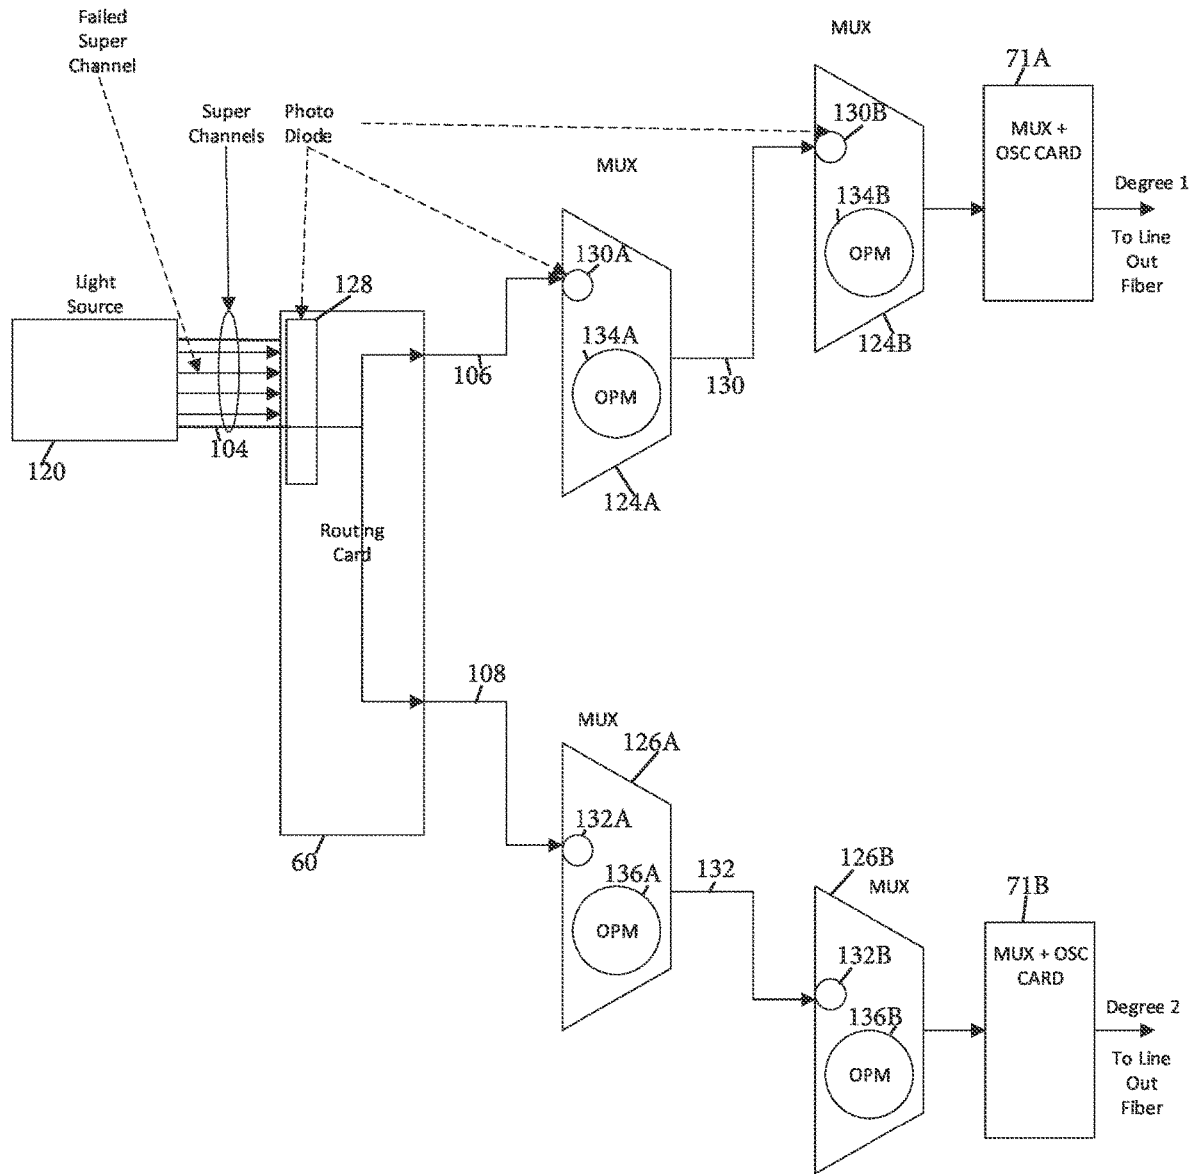 Failed
Super
Channel
Super
Channels
Photo
Diode
MUX
MUX
130B
71A
MUX +
OSC CARD
Degree 1
To Line
Out
Fiber
134B
OPM
124B
130A
134A
OPM
124A
130
Light
Source
128
106
104
120
Routing
Card
108
60
MUX
126A
132A
136A
OPM
132
126B
MUX
132B
136B
OPM
71B
MUX + OSC
CARD
Degree 2
To Line
Out
Fiber